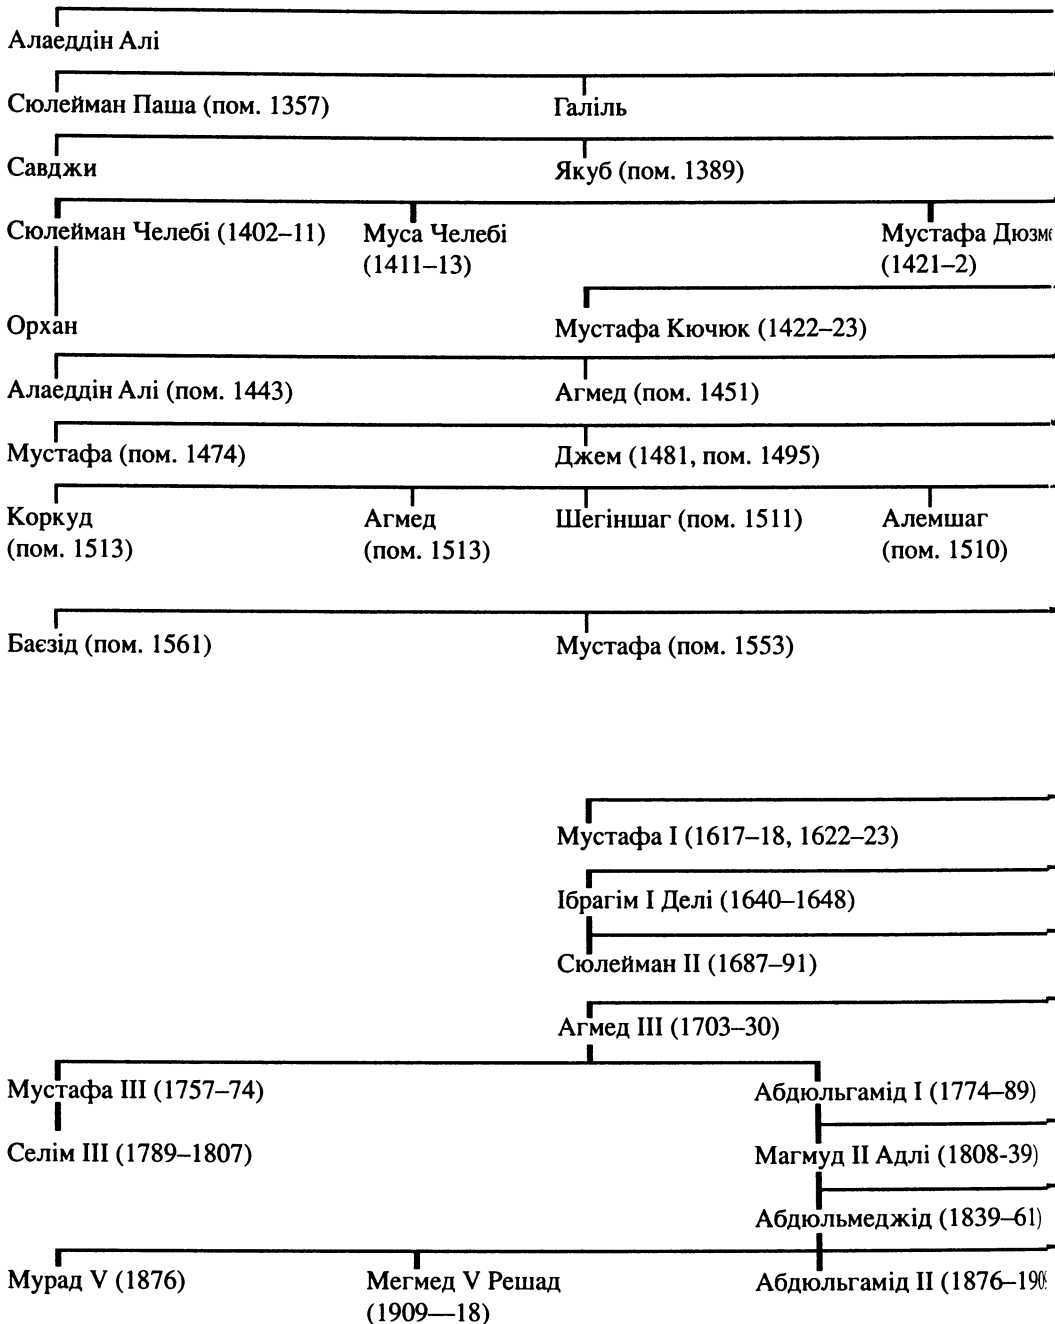 Алаеддін Алі
Сюлейман Паша (пом. 1357) Галіль
Савджи Якуб (пом. 1389)
Сюлейман Челебі (1402–11) Муса Челебі Мустафа
(1411–13) (1421–2)
Орхан Мустафа Кючюк (1422–23)
Алаеддін Алі (пом. 1443) Агмед (пом. 1451)
Мустафа (пом. 1474) Джем (1481, пом. 1495)
Коркуд Агмед Шегіншаг (пом. 1511) Алемшаг
(пом. 1513) (пом. 1513) (пом. 1510)
Баєзід (пом. 1561) Мустафа (пом. 1553)
Мустафа I (1617–18, 1622–23)
Ібрагім I Делі (1640–1648)
Сюлейман II (1687–91)
Агмед III (1703–30)
Мустафа III (1757–74) Абдюльгамід I (1774–89)
Селім III (1789–1807) Магмуд II Адлі (1808-39)
Абдюльмеджід (1839–61)
Мурад V (1876) Мегмед V Решад Абдюльгамід II
(1909—18)